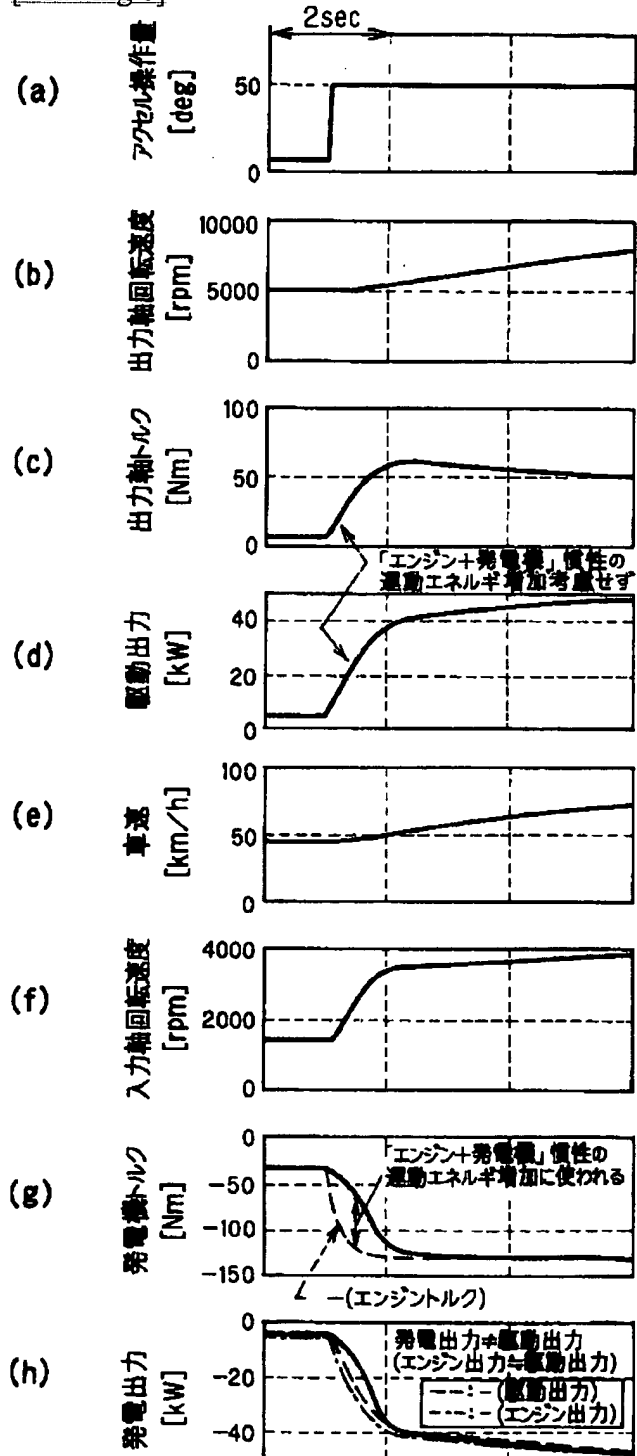 2sec
(a)
アクセル操作量
[deg]
50
0
(b)
出力軸回転速度
[rpm]
10000
5000
0
(c)
出力軸トルク
[Nm]
100
50
0
「エンジン+発電機」慣性の
運動エネルギ増加考慮せず
(d)
駆動出力
[kW]
40
20
0
(e)
車速
[km/h]
100
50
0
(f)
入力軸回転速度
[rpm]
4000
2000
0
(g)
発電機トルク
[Nm]
0
-50
-100
-150
「エンジン+発電機」慣性の
運動エネルギ増加に使われる
-(エンジントルク)
(h)
発電出力
[kW]
0
-20
-40
発電出力≠駆動出力
(エンジン出力≒駆動出力)
-(駆動出力)
-(エンジン出力)